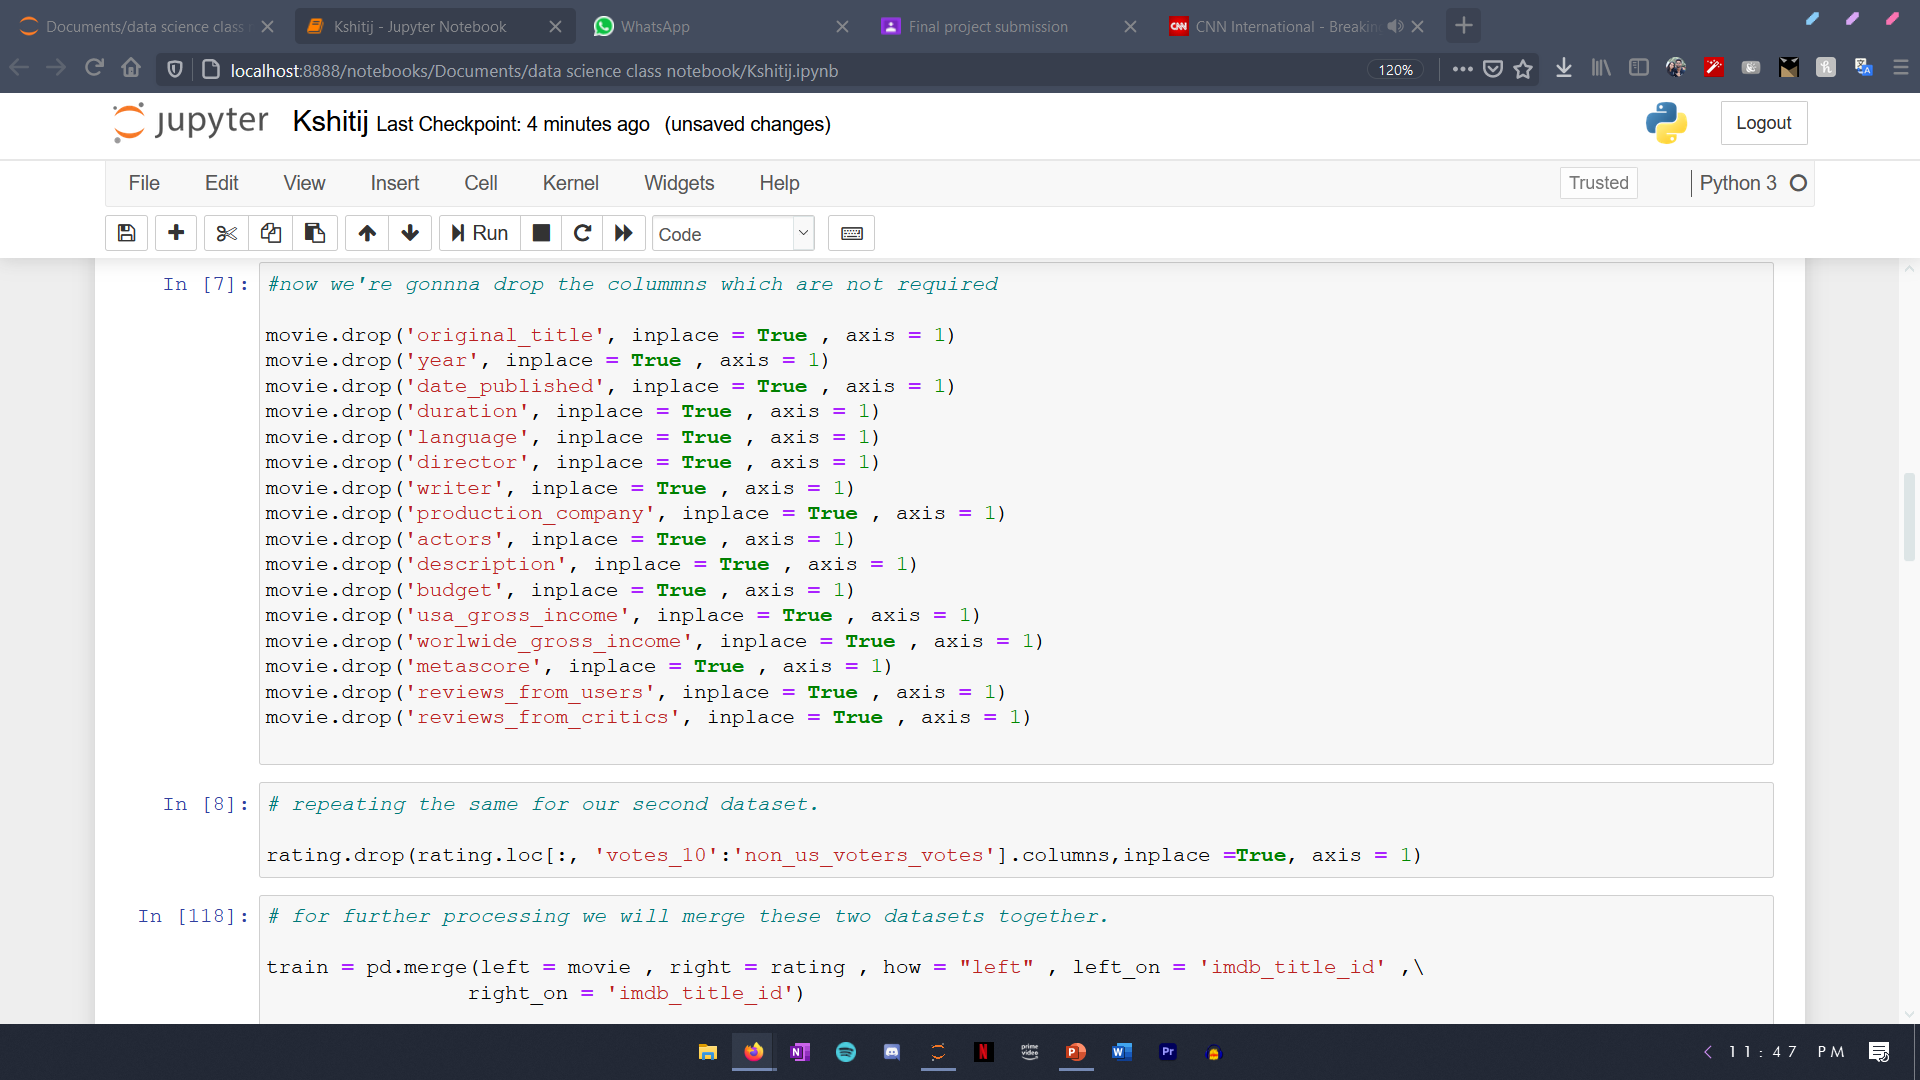 Documents/data science class
Kshitij - Jupyter Notebook
WhatsApp
Final project submission
CNN
CNN International - Breakin
localhost:8888/notebooks/Documents/data science class notebook/Kshitij.ipynb
120%
jupyter Kshitij Last Checkpoint: 4 minutes ago (unsaved changes)
Logout
File Edit View Insert Cell Kernel Widgets Help
Trusted
Python 3
Run
Code
In [7]: #now we're gonnna drop the colummns which are not required
movie.drop('original_title', inplace = True , axis = 1)
movie.drop('year', inplace = True , axis = 1)
movie.drop('date_published', inplace = True , axis = 1)
movie.drop('duration', inplace = True , axis = 1)
movie.drop('language', inplace = True , axis = 1)
movie.drop('director', inplace = True , axis = 1)
movie.drop('writer', inplace = True , axis = 1)
movie.drop('production_company', inplace = True , axis = 1)
movie.drop('actors', inplace = True , axis = 1)
movie.drop('description', inplace = True , axis = 1)
movie.drop('budget', inplace = True , axis = 1)
movie.drop('usa_gross_income', inplace = True , axis = 1)
movie.drop('worlwide_gross_income', inplace = True , axis = 1)
movie.drop('metascore', inplace = True , axis = 1)
movie.drop('reviews_from_users', inplace = True , axis = 1)
movie.drop('reviews_from_critics', inplace = True , axis = 1)
In [8]: # repeating the same for our second dataset.
rating.drop(rating.loc[:, 'votes_10':'non_us_voters_votes'].columns,inplace =True, axis = 1)
In [118]: # for further processing we will merge these two datasets together.
train = pd.merge(left = movie , right = rating , how = "left" , left_on = 'imdb_title_id' ,\
right_on = 'imdb_title_id')
N
N
prime video
P
W
Pr
11:47 PM